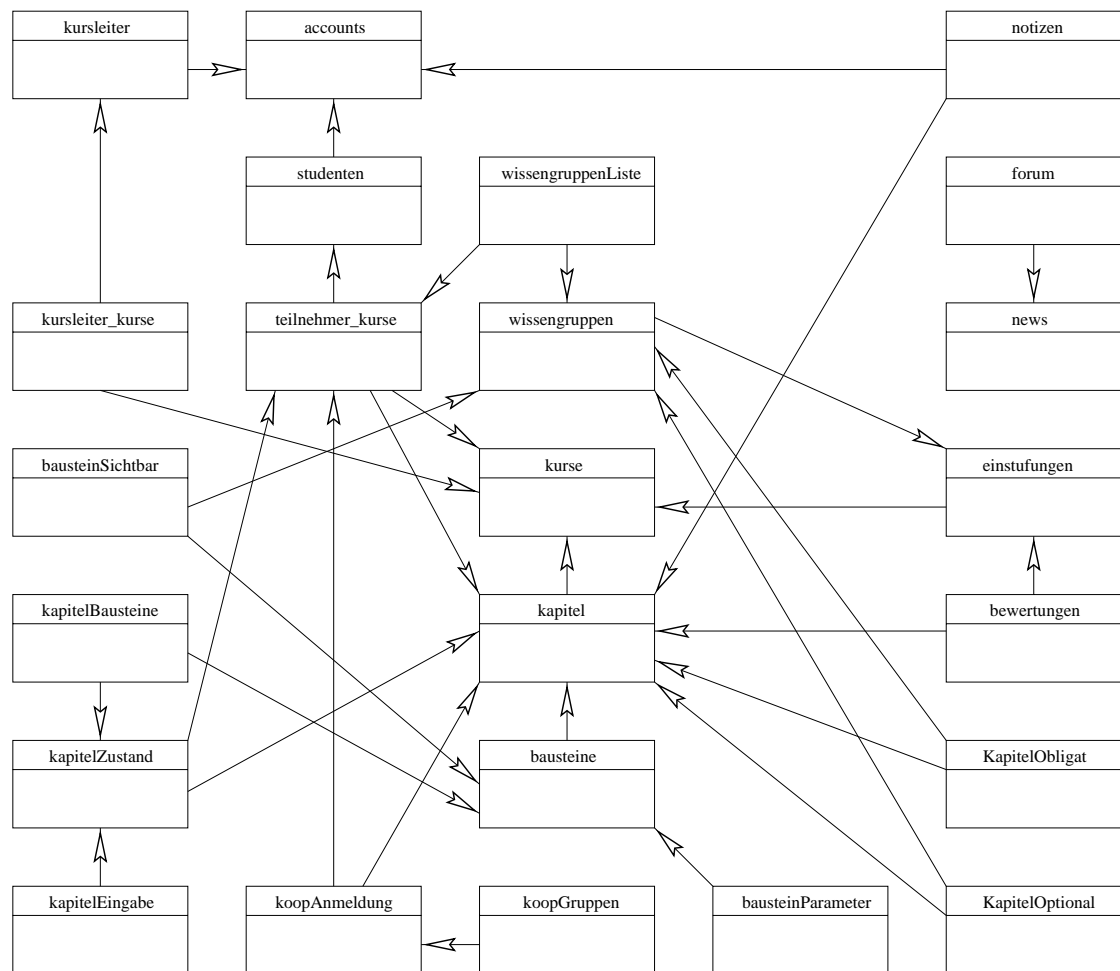 kursleiter
accounts
notizen
studenten
wissengruppenListe
forum
kursleiter_kurse
teilnehmer_kurse
wissengruppen
news
bausteinSichtbar
kurse
einstufungen
kapitelBausteine
kapitel
bewertungen
kapitelZustand
bausteine
KapitelObligat
kapitelEingabe
koopAnmeldung
koopGruppen
bausteinParameter
KapitelOptional